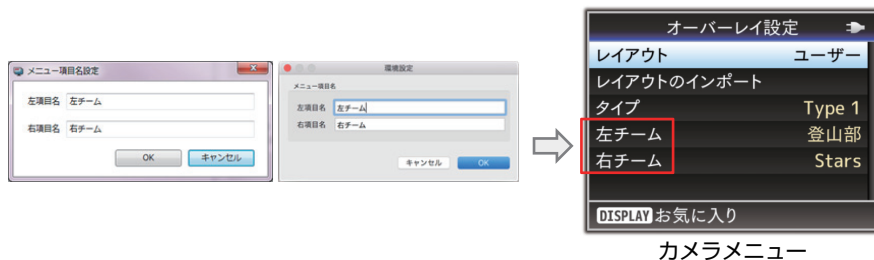 メニュー項目名設定
左項目名 左チーム
右項目名 右チーム
OK キャンセル
環境設定
メニュー項目名
左項目名 左チーム
右項目名 右チーム
キャンセル OK
オーバーレイ設定
レイアウト ユーザー
レイアウトのインポート
タイプ Type 1
左チーム 登山部
右チーム Stars
DISPLAY お気に入り
カメラメニュー